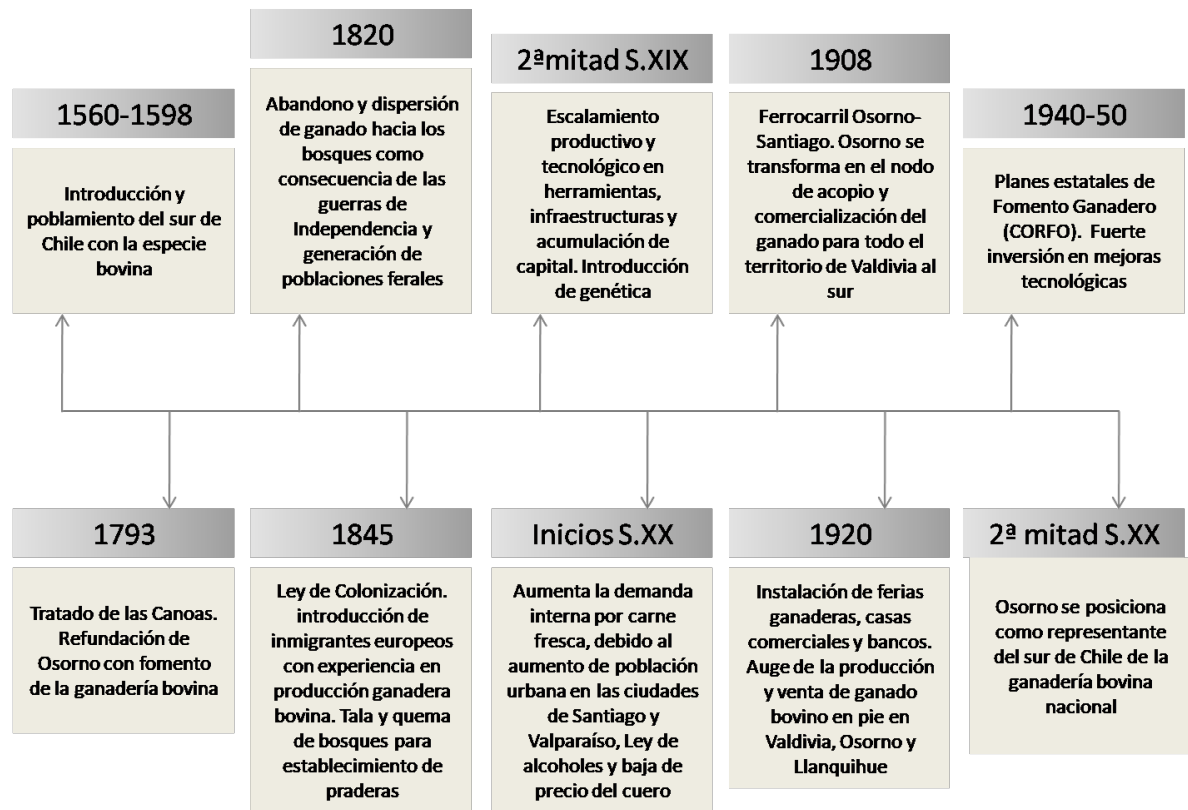 1560-1598
Introducción y
poblamiento del sur de
Chile con la especie
bovina
1793
Tratado de las Canoas.
Refundación de
Osorno con fomento
de la ganadería bovina
1820
Abandono y dispersión
de ganado hacia los
bosques como
consecuencia de las
guerras de
Independencia y
generación de
poblaciones ferales
1845
Ley de Colonización.
introducción de
inmigrantes europeos
con experiencia en
producción ganadera
bovina. Tala y quema
de bosques para
establecimiento de
praderas
2ªmitad S.XIX
Escalamiento
productivo y
tecnológico en
herramientas,
infraestructuras y
acumulación de
capital. Introducción
de genética
Inicios S.XX
Aumenta la demanda
interna por carne
fresca, debido al
aumento de población
urbana en las ciudades
de Santiago y
Valparaíso, Ley de
alcoholes y baja de
precio del cuero
1908
Ferrocarril Osorno-
Santiago. Osorno se
transforma en el nodo
de acopio y
comercialización del
ganado para todo el
territorio de Valdivia al
sur
1920
Instalación de ferias
ganaderas, casas
comerciales y bancos.
Auge de la producción
y venta de ganado
bovino en pie en
Valdivia, Osorno y
Llanquihue
1940-50
Planes estatales de
Fomento Ganadero
(CORFO). Fuerte
inversión en mejoras
tecnológicas
2ª mitad S.XX
Osorno se posiciona
como representante
del sur de Chile de la
ganadería bovina
nacional